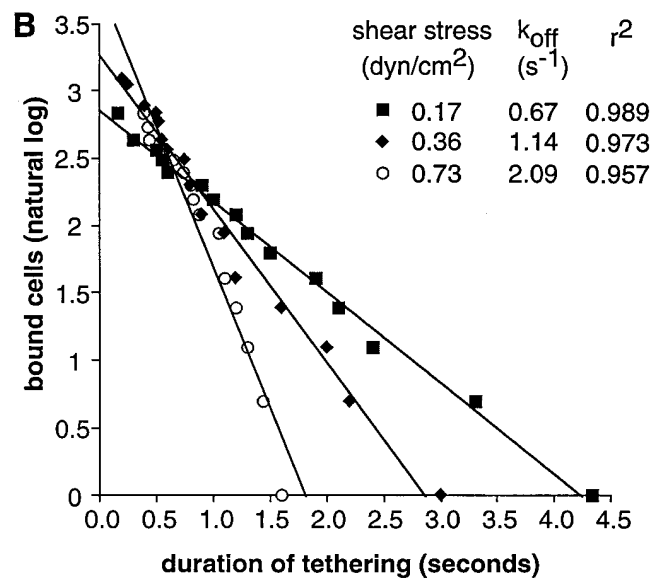 B
shear stress k_off r²
(dyn/cm²) (s⁻¹)
■ 0.17 0.67 0.989
◆ 0.36 1.14 0.973
○ 0.73 2.09 0.957
bound cells (natural log)
3.5
3
2.5
2
1.5
1
0.5
0
0.0 0.5 1.0 1.5 2.0 2.5 3.0 3.5 4.0 4.5
duration of tethering (seconds)